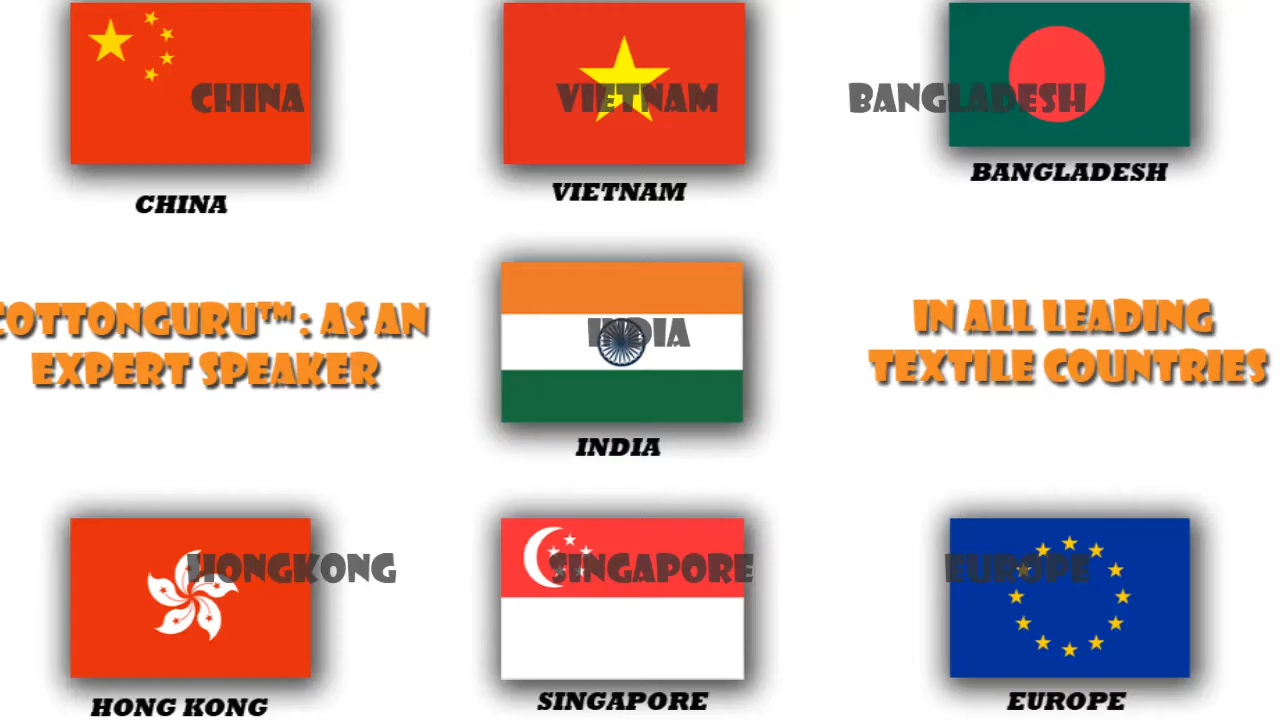 CHINA
VIETNAM
BANGLADESH
CHINA
VIETNAM
BANGLADESH
COTTONGURU™ : AS AN
EXPERT SPEAKER
INDIA
INDIA
IN ALL LEADING
TEXTILE COUNTRIES
HONGKONG
SINGAPORE
EUROPE
HONG KONG
SINGAPORE
EUROPE